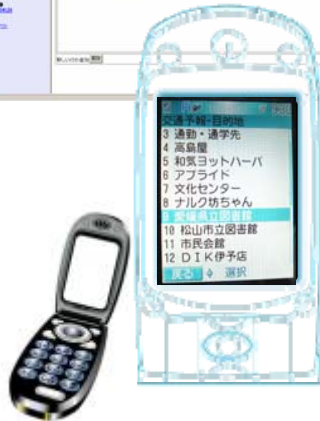 交通予報-目的地
3 通勤・通学先
4 高島屋
5 和気ヨットハーバ
6 アプライド
7 文化センター
8 ナルク坊ちゃん
9 愛媛県立図書館
10 松山市立図書館
11 市民会館
12 DIK伊予店
戻る 選択